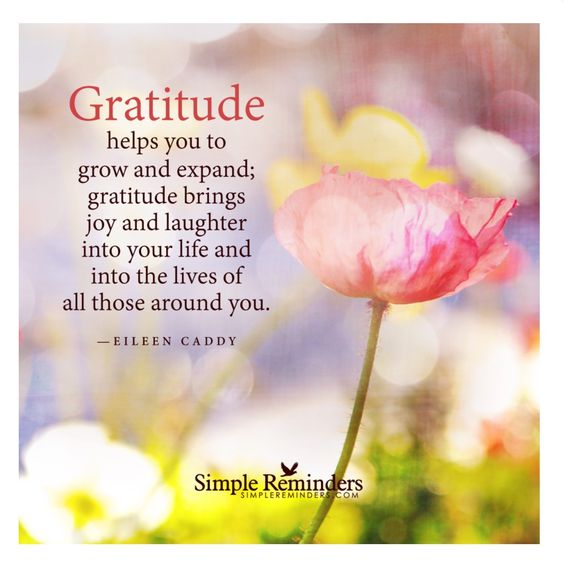 Gratitude
helps you to
grow and expand;
gratitude brings
joy and laughter
into your life and
into the lives of
all those around you.
—EILEEN CADDY
Simple Reminders
SIMPLEREMINDERS.COM